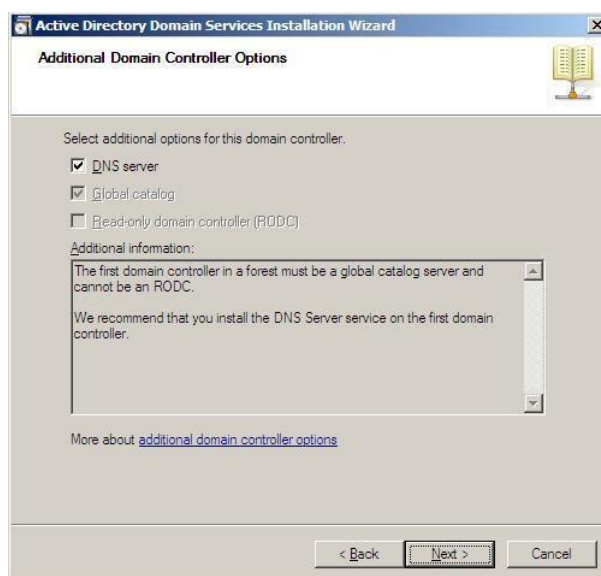 Active Directory Domain Services Installation Wizard
Additional Domain Controller Options
Select additional options for this domain controller.
DNS server
Global catalog
Read-only domain controller (RODC)
Additional information:
The first domain controller in a forest must be a global catalog server and
cannot be an RODC.
We recommend that you install the DNS Server service on the first domain
controller.
More about additional domain controller options
< Back
Next >
Cancel